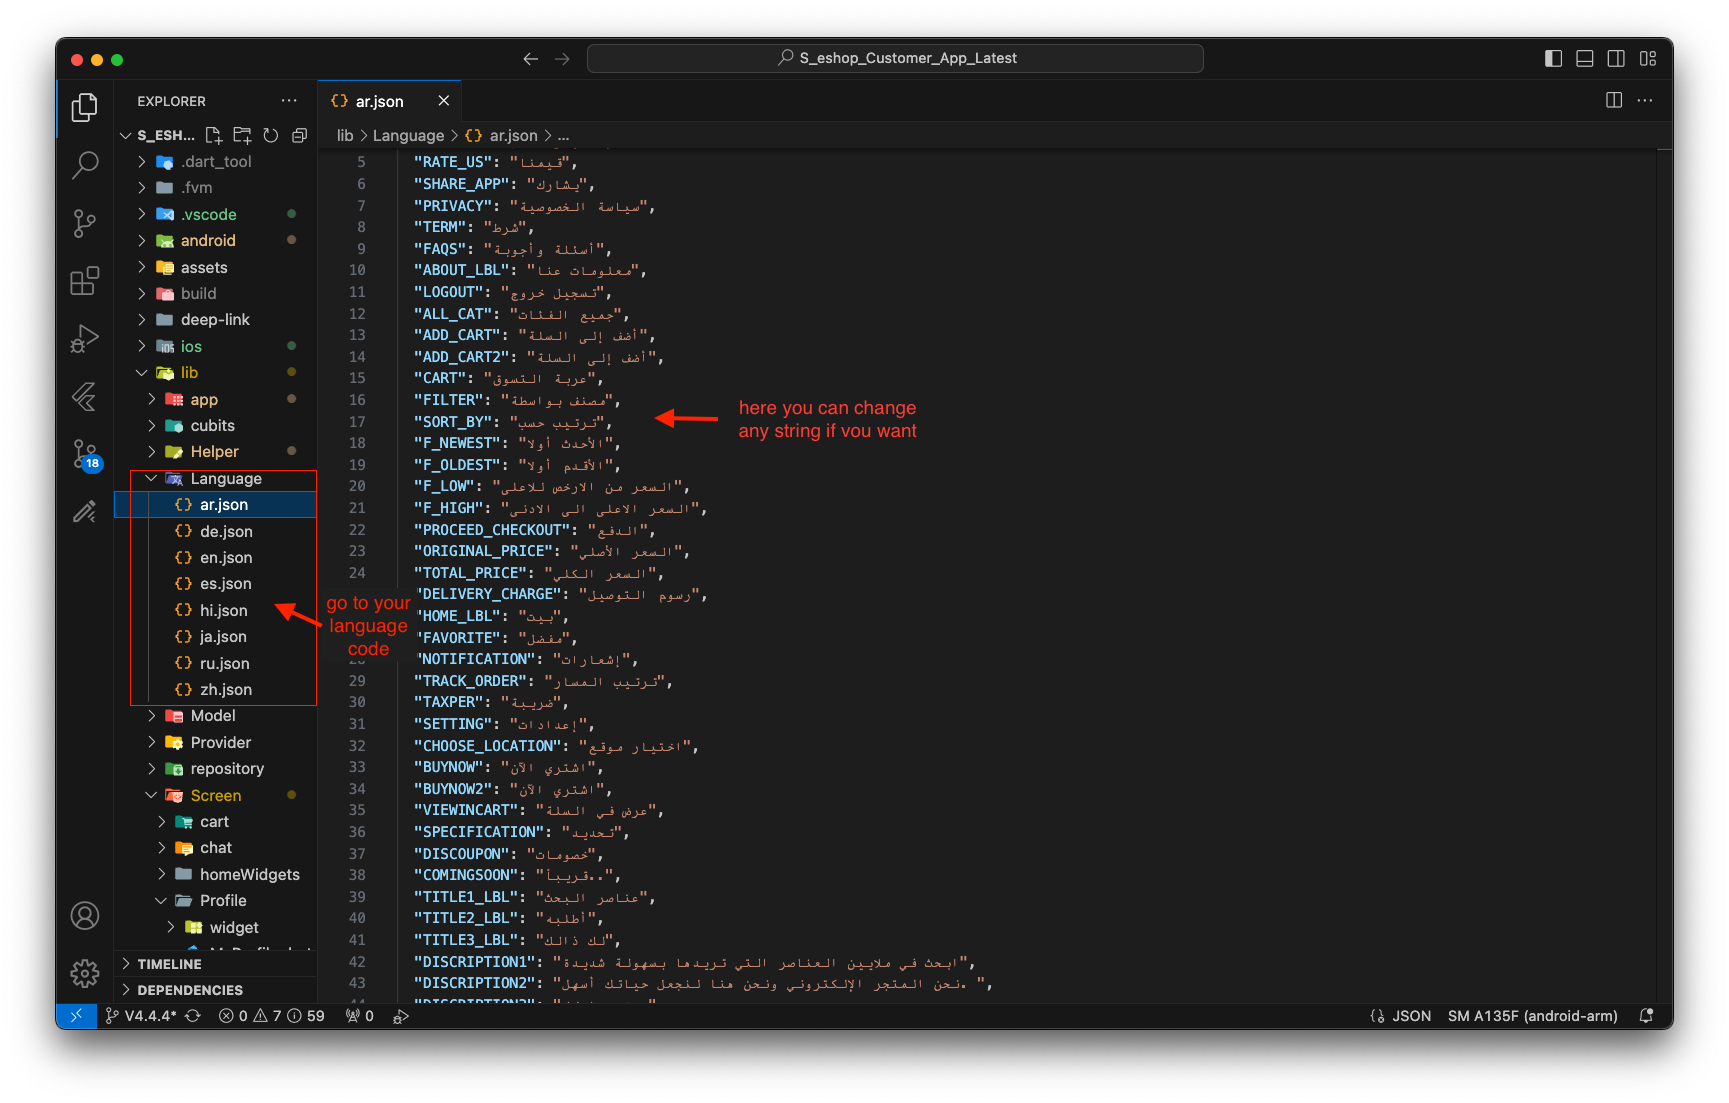 S_eshop_Customer_App_Latest
EXPLORER
ar.json
S_ESH...
lib > Language > {} ar.json > ...
.dart_tool
.fvm
.vscode
android
assets
build
deep-link
ios
lib
app
cubits
Helper
Language
{} ar.json
{} de.json
{} en.json
{} es.json
{} hi.json
{} ja.json
{} ru.json
{} zh.json
Model
Provider
repository
Screen
cart
chat
homeWidgets
Profile
widget
TIMELINE
DEPENDENCIES
18
5 "RATE_US": "قيمنا",
6 "SHARE_APP": "يشارك",
7 "PRIVACY": "سياسة الخصوصية",
8 "TERM": "شرط",
9 "FAQS": "أسئلة وأجوبة",
10 "ABOUT_LBL": "معلومات عنا",
11 "LOGOUT": "تسجيل خروج",
12 "ALL_CAT": "جميع الفئات",
13 "ADD_CART": "أضف إلى السلة",
14 "ADD_CART2": "أضف إلى السلة",
15 "CART": "عربة التسوق",
16 "FILTER": "مصنف بواسطة",
17 "SORT_BY": "ترتيب حسب",
18 "F_NEWEST": "الأحدث أولا",
19 "F_OLDEST": "الأقدم أولا",
20 "F_LOW": "السعر من الارخص للاعلى",
21 "F_HIGH": "السعر الاعلى الى الادنى",
22 "PROCEED_CHECKOUT": "الدفع",
23 "ORIGINAL_PRICE": "السعر الأصلي",
24 "TOTAL_PRICE": "السعر الكلي",
"DELIVERY_CHARGE": "رسوم التوصيل",
"HOME_LBL": "بيت",
"FAVORITE": "مفضل",
"NOTIFICATION": "إشعارات",
29 "TRACK_ORDER": "ترتيب المسار",
30 "TAXPER": "ضريبة",
31 "SETTING": "إعدادات",
32 "CHOOSE_LOCATION": "اختيار موقع",
33 "BUYNOW": "اشتري الآن",
34 "BUYNOW2": "اشتري الآن",
35 "VIEWINCART": "عرض في السلة",
36 "SPECIFICATION": "تحديد",
37 "DISCOUPON": "خصومات",
38 "COMINGSOON": "قريبأ..",
39 "TITLE1_LBL": "عناصر البحث",
40 "TITLE2_LBL": "أطلبه",
41 "TITLE3_LBL": "لك ذالك",
42 "DISCRIPTION1": "ابحث في ملايين العناصر التي تريدها بسهولة شديدة",
43 "DISCRIPTION2": "نحن المتجر الإلكتروني ونحن هنا لنجعل حياتك أسهل. ",
here you can change
any string if you want
go to your
language
code
V4.4.4* 0 7 59 0
JSON SM A135F (android-arm)